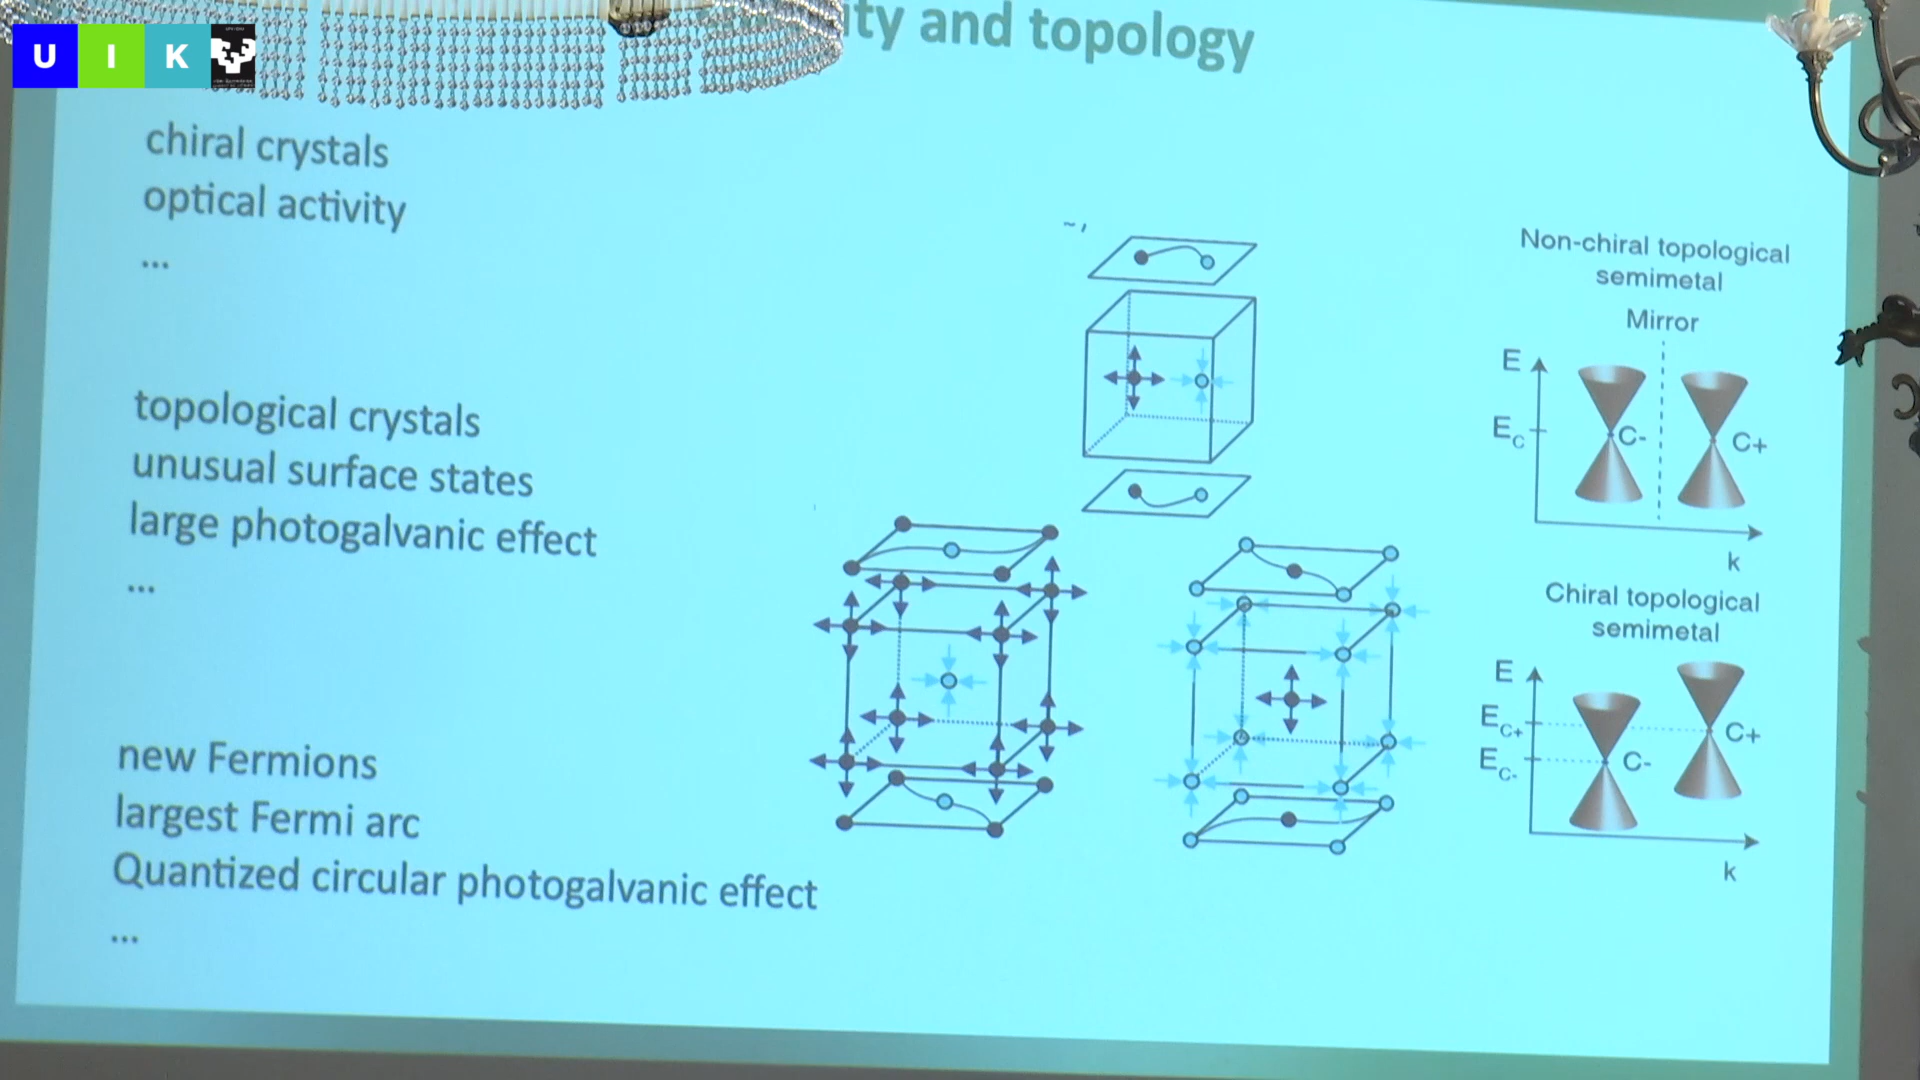 U I K
ity and topology
chiral crystals
optical activity
...
topological crystals
unusual surface states
large photogalvanic effect
...
new Fermions
largest Fermi arc
Quantized circular photogalvanic effect
...
Non-chiral topological
semimetal
Mirror
E
E_C
C-
C+
k
Chiral topological
semimetal
E
E_C+
E_C-
C+
C-
k